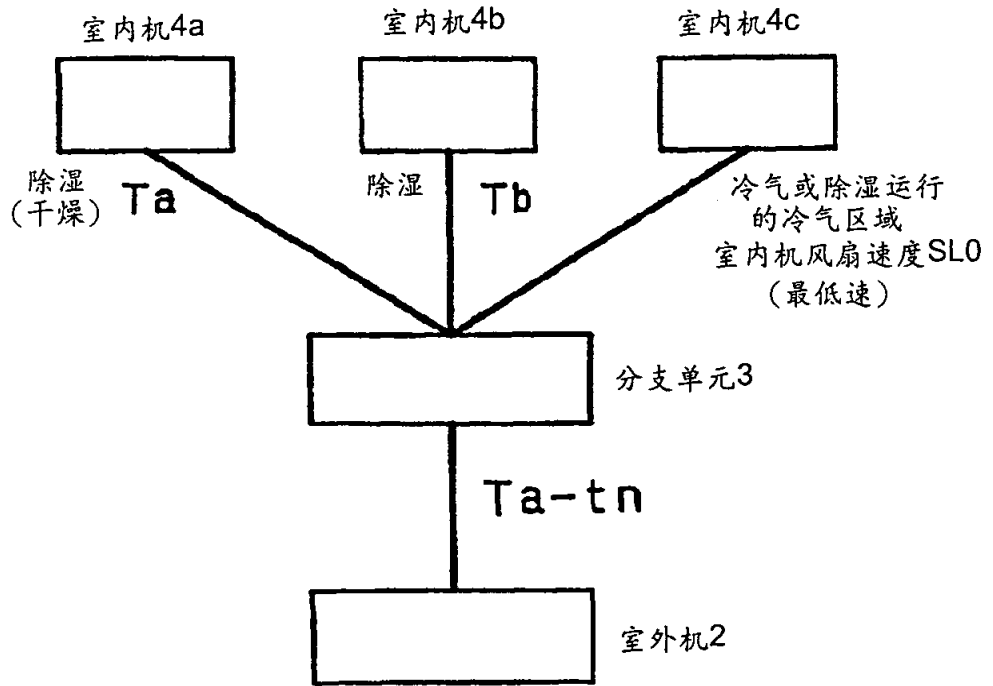 室内机4a
室内机4b
室内机4c
除湿
(干燥)
Ta
除湿
Tb
冷气或除湿运行
的冷气区域
室内机风扇速度SL0
(最低速)
分支单元3
Ta-tn
室外机2